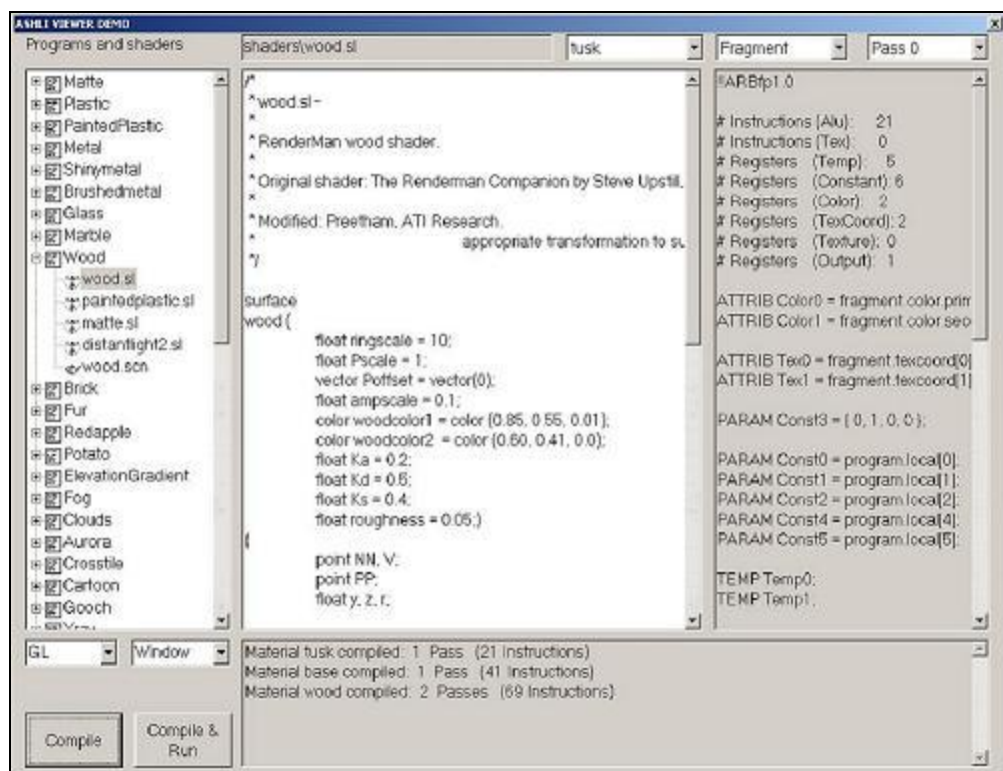 ASHLI VIEWER DEMO
Programs and shaders
shaders\wood.sl
tusk
Fragment
Pass 0
Matte
Plastic
PaintedPlastic
Metal
Shinymetal
Brushedmetal
Glass
Marble
Wood
wood.sl
paintedplastic.sl
matte.sl
distantlight2.sl
wood.scn
Brick
Fur
Redapple
Potato
ElevationGradient
Fog
Clouds
Aurora
Crosstile
Cartoon
Gooch
/*
* wood.sl -
*
* RenderMan wood shader.
*
* Original shader: The Renderman Companion by Steve Upstill,
*
* Modified: Preetham, ATI Research.
* appropriate transformation to su
*/
surface
wood (
float ringscale = 10;
float Pscale = 1;
vector Poffset = vector(0);
float ampscale = 0.1;
color woodcolor1 = color (0.85, 0.55, 0.01);
color woodcolor2 = color (0.60, 0.41, 0.0);
float Ka = 0.2;
float Kd = 0.5;
float Ks = 0.4;
float roughness = 0.05;)
{
point NN, V;
point PP;
float y, z, r;
!!ARBfp1.0
# Instructions (Alu): 21
# Instructions (Tex): 0
# Registers (Temp): 5
# Registers (Constant): 6
# Registers (Color): 2
# Registers (TexCoord): 2
# Registers (Texture): 0
# Registers (Output): 1
ATTRIB Color0 = fragment.color.prim
ATTRIB Color1 = fragment.color.seo
ATTRIB Tex0 = fragment.texcoord[0]
ATTRIB Tex1 = fragment.texcoord[1]
PARAM Const3 = { 0, 1, 0, 0 };
PARAM Const0 = program.local[0];
PARAM Const1 = program.local[1];
PARAM Const2 = program.local[2];
PARAM Const4 = program.local[4];
PARAM Const5 = program.local[5];
TEMP Temp0;
TEMP Temp1;
GL
Window
Compile
Compile &
Run
Material tusk compiled: 1 Pass (21 Instructions)
Material base compiled: 1 Pass (41 Instructions)
Material wood compiled: 2 Passes (69 Instructions)